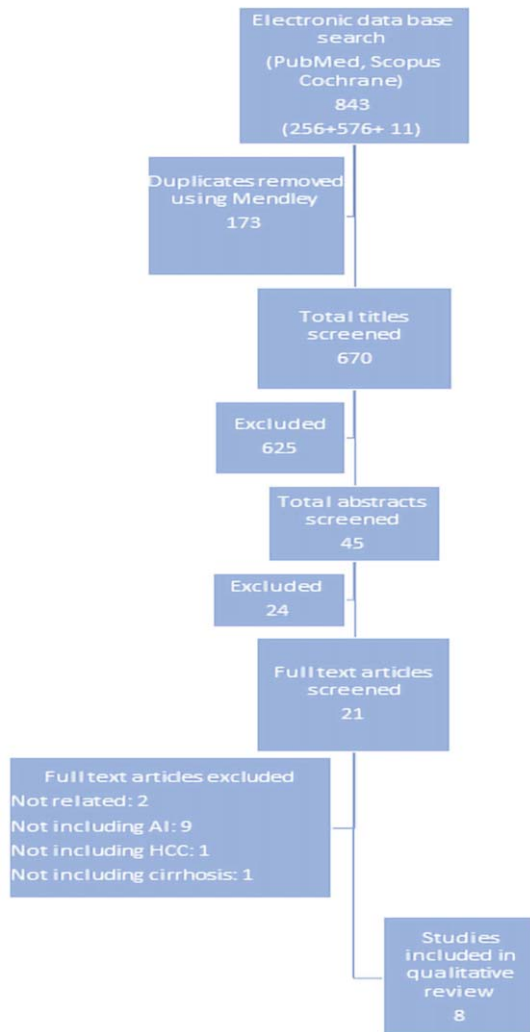 Electronic data base
search
(PubMed, Scopus
Cochrane)
843
(256+576+ 11)
Duplicates removed
using Mendley
173
Total titles
screened
670
Excluded
625
Total abstracts
screened
45
Excluded
24
Full text articles
screened
21
Full text articles excluded
Not related: 2
Not including AI: 9
Not including HCC: 1
Not including cirrhosis: 1
Studies
included in
qualitative
review
8